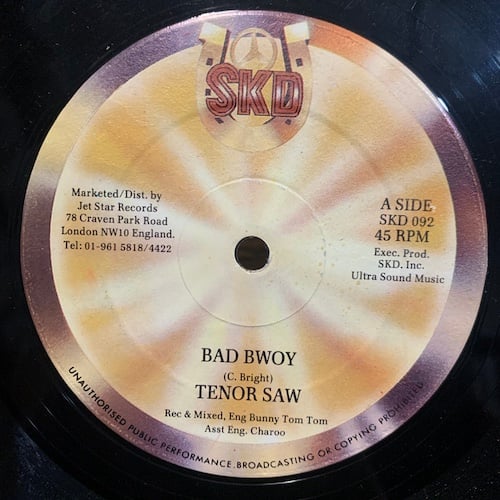 SKD
Marketed/Dist. by
Jet Star Records
78 Craven Park Road
London NW10 England.
Tel: 01-961 5818/4422
A SIDE
SKD 092
45 RPM
Exec. Prod.
SKD. Inc.
Ultra Sound Music
BAD BWOY
(C. Bright)
TENOR SAW
Rec & Mixed, Eng Bunny Tom Tom
Asst Eng. Charoo
UNAUTHORISED PUBLIC PERFORMANCE.BROADCASTING OR COPYING PROHIBITED